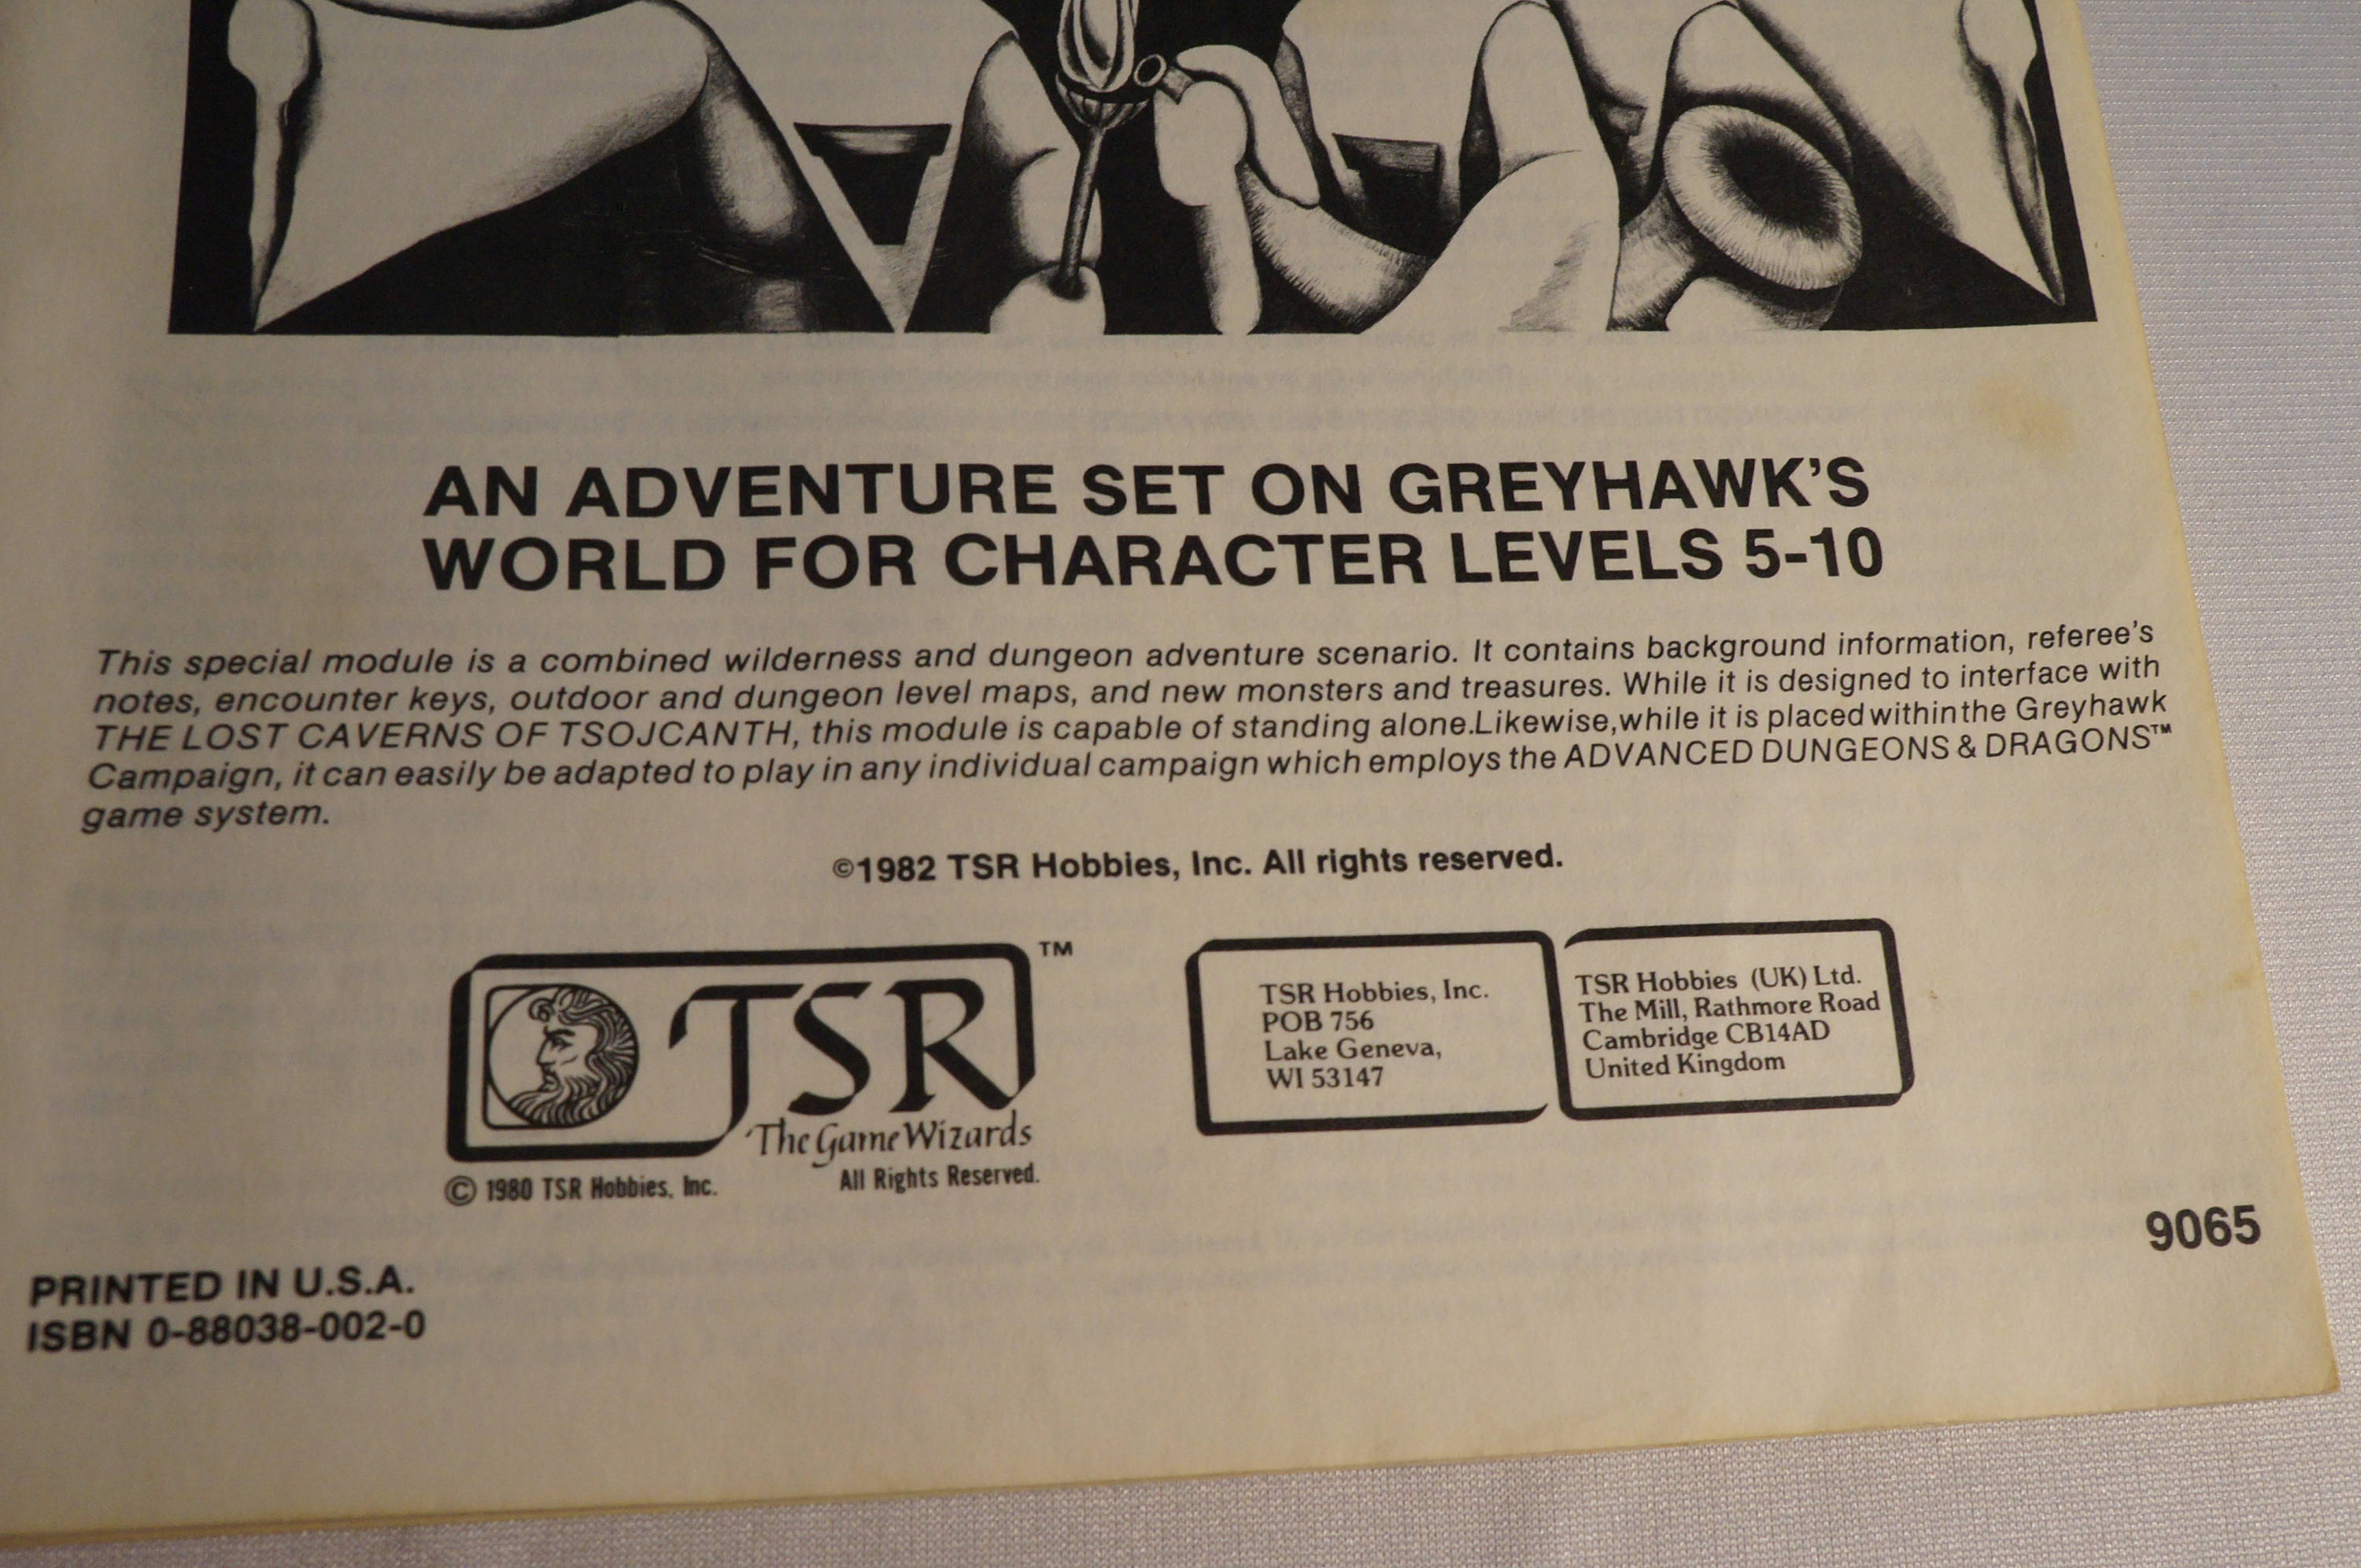 AN ADVENTURE SET ON GREYHAWK'S
WORLD FOR CHARACTER LEVELS 5-10
This special module is a combined wilderness and dungeon adventure scenario. It contains background information, referee's
notes, encounter keys, outdoor and dungeon level maps, and new monsters and treasures. While it is designed to interface with
THE LOST CAVERNS OF TSOJCANTH, this module is capable of standing alone.Likewise,while it is placed within the Greyhawk
Campaign, it can easily be adapted to play in any individual campaign which employs the ADVANCED DUNGEONS & DRAGONS™
game system.
©1982 TSR Hobbies, Inc. All rights reserved.
TSR ™
The Game Wizards
© 1980 TSR Hobbies, Inc. All Rights Reserved.
TSR Hobbies, Inc.
POB 756
Lake Geneva,
WI 53147
TSR Hobbies (UK) Ltd.
The Mill, Rathmore Road
Cambridge CB14AD
United Kingdom
9065
PRINTED IN U.S.A.
ISBN 0-88038-002-0